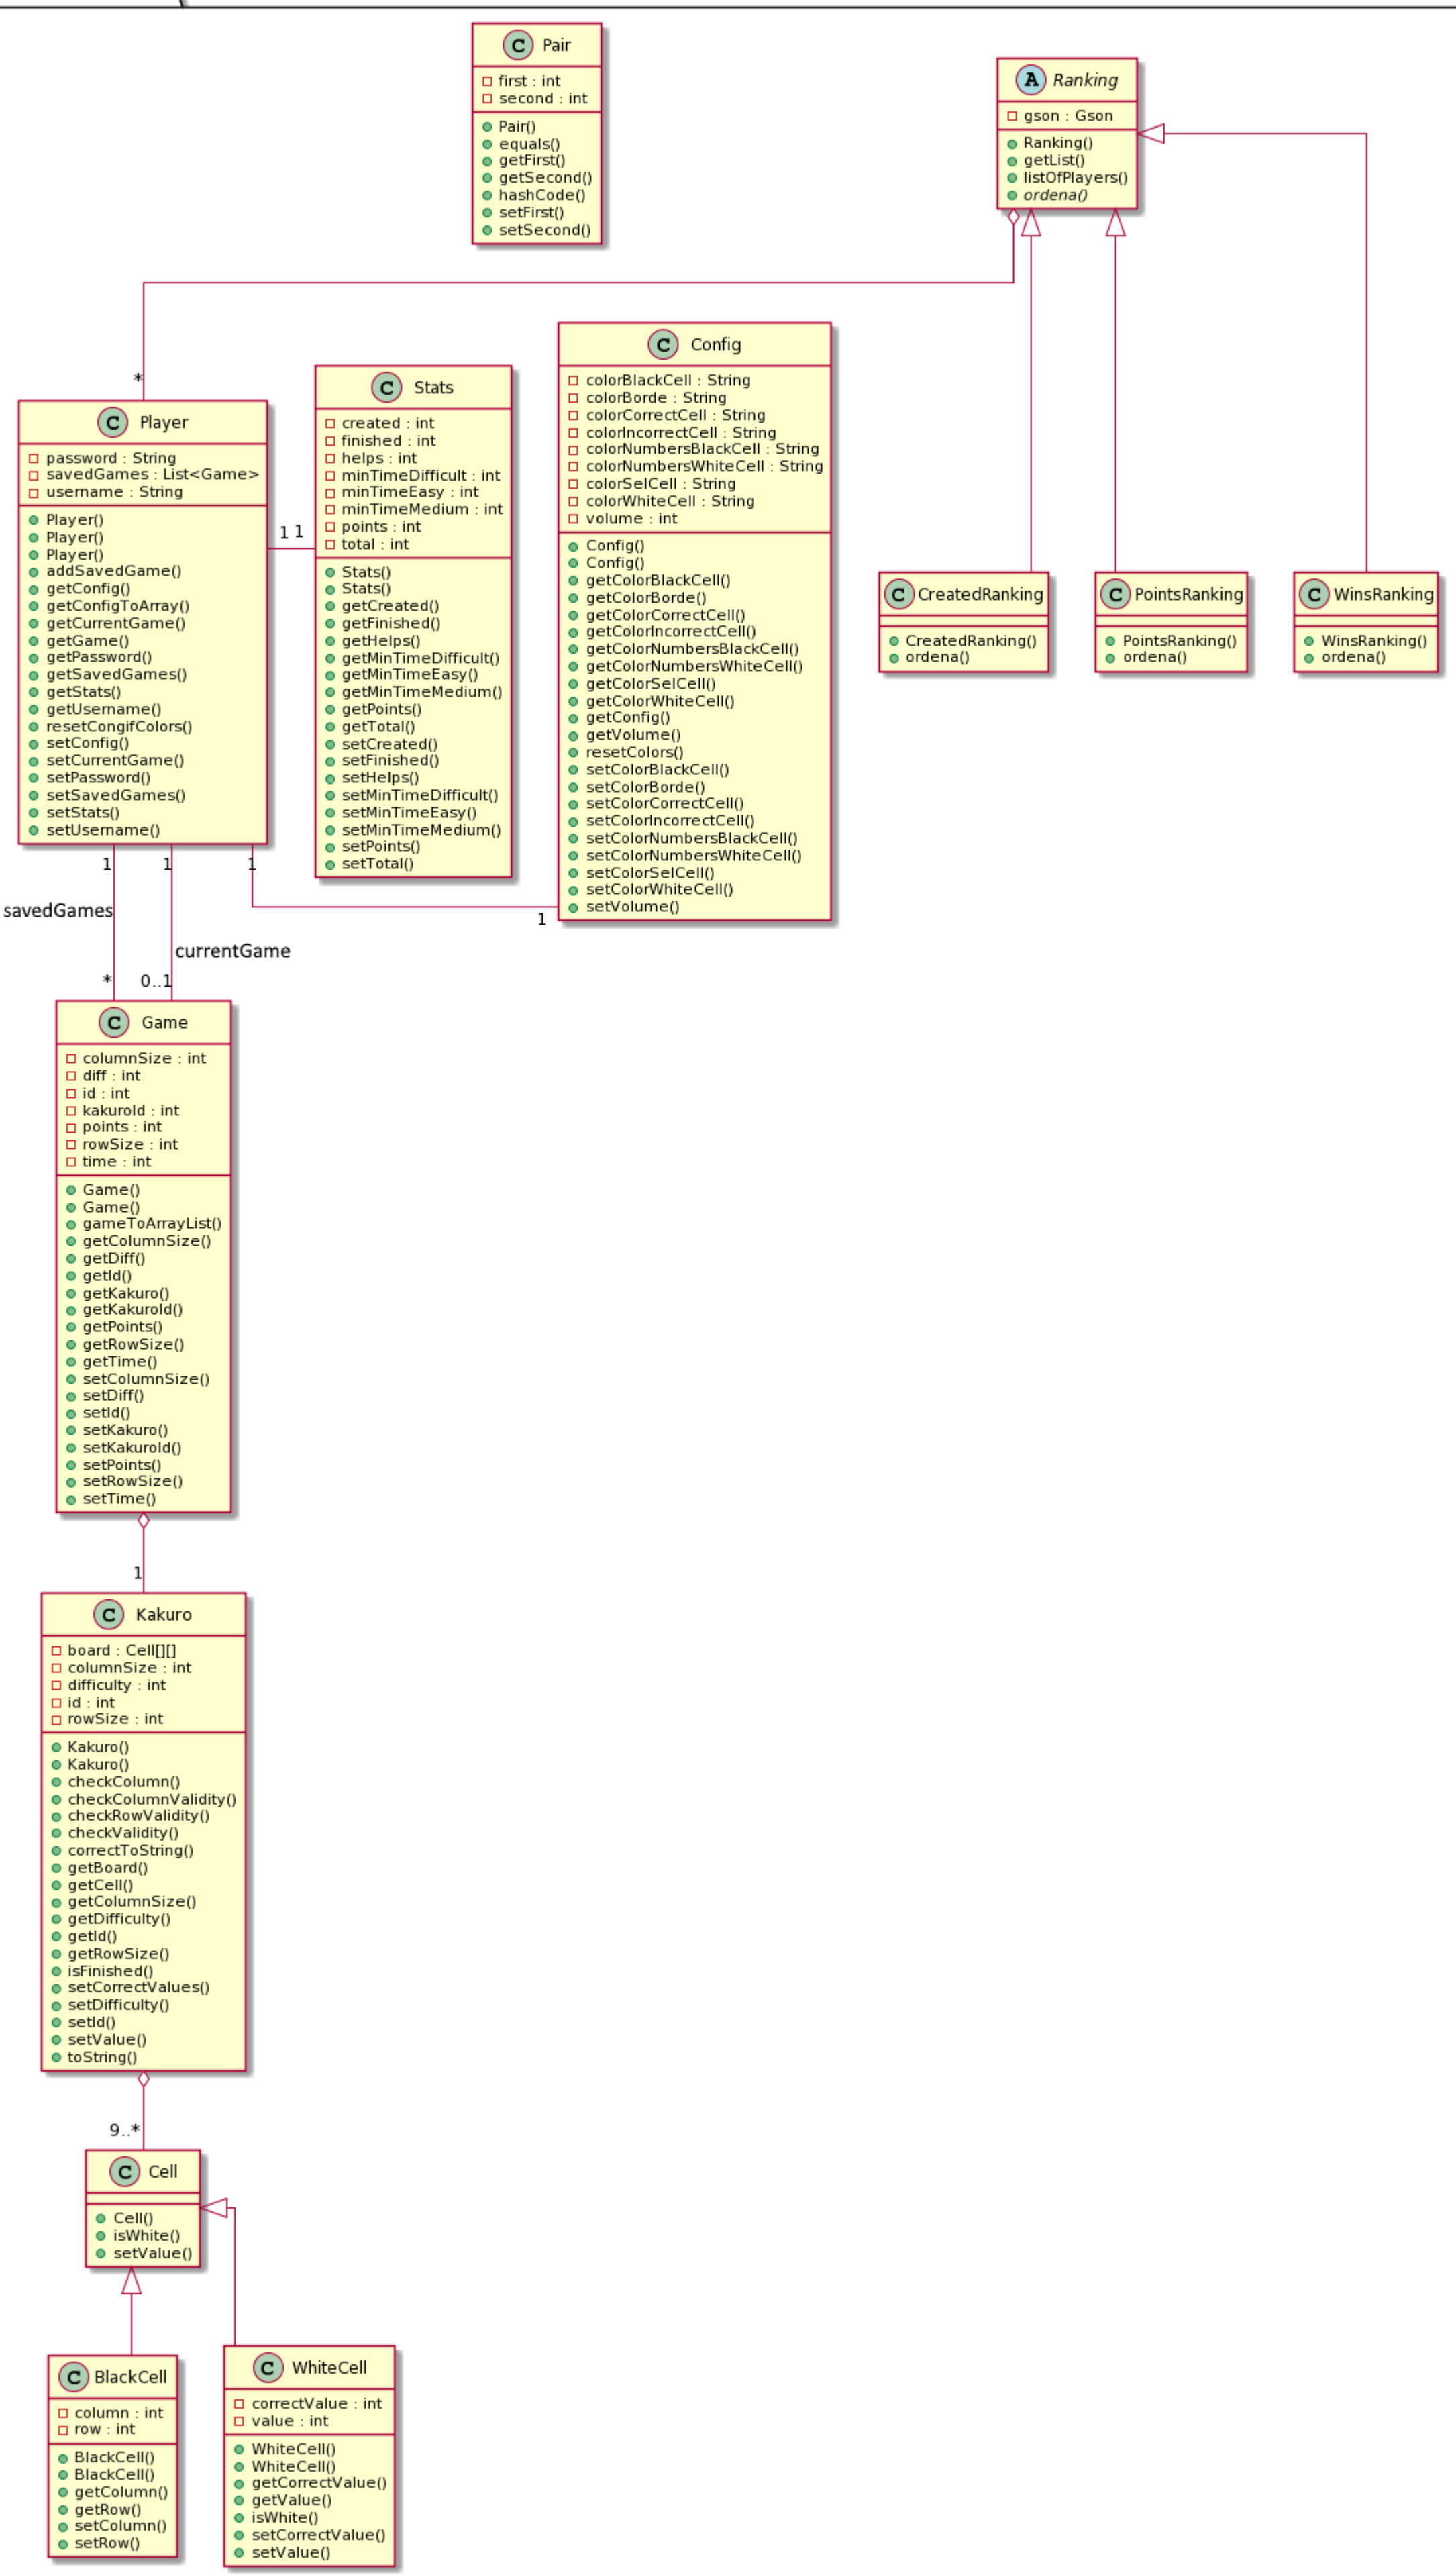 C Pair
first : int
second : int
Pair()
equals()
getFirst()
getSecond()
hashCode()
setFirst()
setSecond()
A Ranking
gson : Gson
Ranking()
getList()
listOfPlayers()
ordena()
*
C Player
password : String
savedGames : List<Game>
username : String
Player()
Player()
Player()
addSavedGame()
getConfig()
getConfigToArray()
getCurrentGame()
getGame()
getPassword()
getSavedGames()
getStats()
getUsername()
resetCongifColors()
setConfig()
setCurrentGame()
setPassword()
setSavedGames()
setStats()
setUsername()
1 1
C Stats
created : int
finished : int
helps : int
minTimeDifficult : int
minTimeEasy : int
minTimeMedium : int
points : int
total : int
Stats()
Stats()
getCreated()
getFinished()
getHelps()
getMinTimeDifficult()
getMinTimeEasy()
getMinTimeMedium()
getPoints()
getTotal()
setCreated()
setFinished()
setHelps()
setMinTimeDifficult()
setMinTimeEasy()
setMinTimeMedium()
setPoints()
setTotal()
C Config
colorBlackCell : String
colorBorde : String
colorCorrectCell : String
colorIncorrectCell : String
colorNumbersBlackCell : String
colorNumbersWhiteCell : String
colorSelCell : String
colorWhiteCell : String
volume : int
Config()
Config()
getColorBlackCell()
getColorBorde()
getColorCorrectCell()
getColorIncorrectCell()
getColorNumbersBlackCell()
getColorNumbersWhiteCell()
getColorSelCell()
getColorWhiteCell()
getConfig()
getVolume()
resetColors()
setColorBlackCell()
setColorBorde()
setColorCorrectCell()
setColorIncorrectCell()
setColorNumbersBlackCell()
setColorNumbersWhiteCell()
setColorSelCell()
setColorWhiteCell()
setVolume()
C CreatedRanking
CreatedRanking()
ordena()
C PointsRanking
PointsRanking()
ordena()
C WinsRanking
WinsRanking()
ordena()
1 1 1
savedGames
1
currentGame
* 0..1
C Game
columnSize : int
diff : int
id : int
kakuroId : int
points : int
rowSize : int
time : int
Game()
Game()
gameToArrayList()
getColumnSize()
getDiff()
getId()
getKakuro()
getKakuroId()
getPoints()
getRowSize()
getTime()
setColumnSize()
setDiff()
setId()
setKakuro()
setKakuroId()
setPoints()
setRowSize()
setTime()
1
C Kakuro
board : Cell[][]
columnSize : int
difficulty : int
id : int
rowSize : int
Kakuro()
Kakuro()
checkColumn()
checkColumnValidity()
checkRowValidity()
checkValidity()
correctToString()
getBoard()
getCell()
getColumnSize()
getDifficulty()
getId()
getRowSize()
isFinished()
setCorrectValues()
setDifficulty()
setId()
setValue()
toString()
9..*
C Cell
Cell()
isWhite()
setValue()
C BlackCell
column : int
row : int
BlackCell()
BlackCell()
getColumn()
getRow()
setColumn()
setRow()
C WhiteCell
correctValue : int
value : int
WhiteCell()
WhiteCell()
getCorrectValue()
getValue()
isWhite()
setCorrectValue()
setValue()